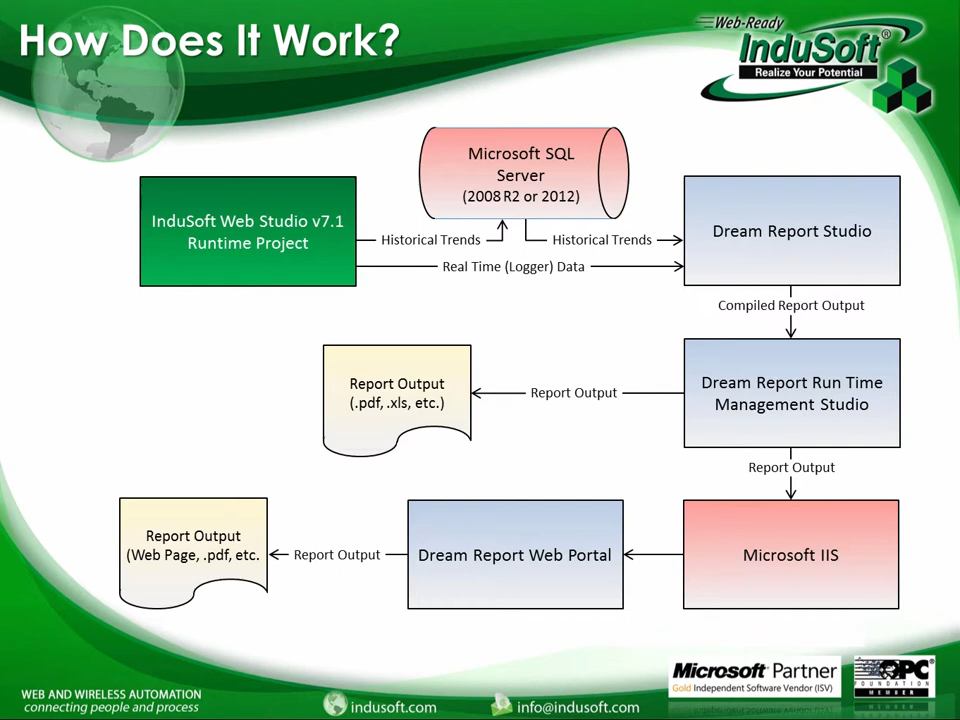 How Does It Work?
Web-Ready
InduSoft®
Realize Your Potential
Microsoft SQL
Server
(2008 R2 or 2012)
InduSoft Web Studio v7.1
Runtime Project
Dream Report Studio
Historical Trends
Historical Trends
Real Time (Logger) Data
Compiled Report Output
Report Output
(.pdf, .xls, etc.)
Report Output
Dream Report Run Time
Management Studio
Report Output
Report Output
(Web Page, .pdf, etc.
Report Output
Dream Report Web Portal
Microsoft IIS
Microsoft Partner
Gold Independent Software Vendor (ISV)
OPC
FOUNDATION
MEMBER
WEB AND WIRELESS AUTOMATION
connecting people and process
indusoft.com
info@indusoft.com